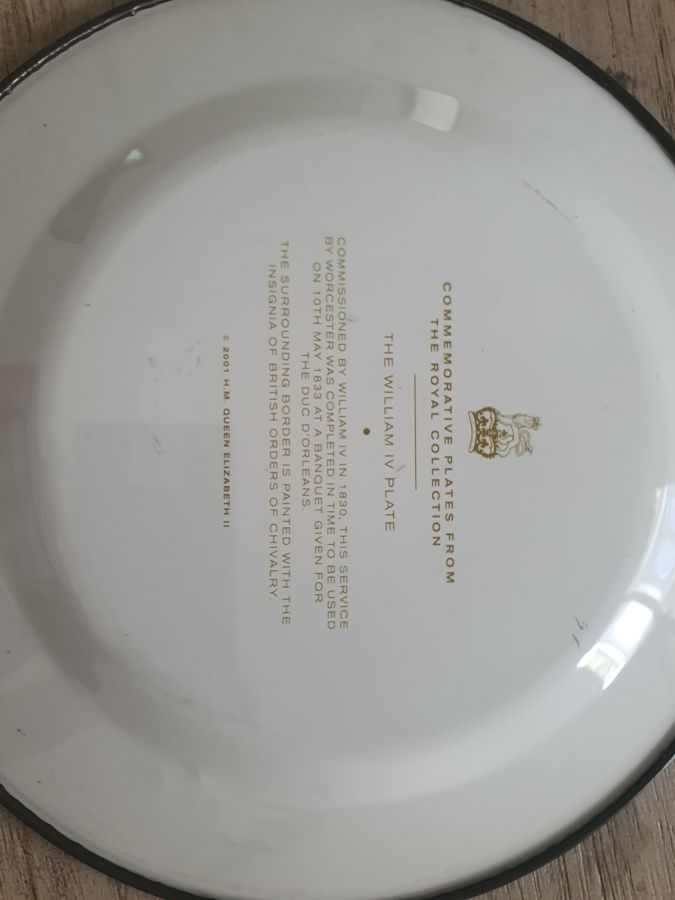 COMMEMORATIVE PLATES FROM
THE ROYAL COLLECTION
THE WILLIAM IV PLATE
COMMISSIONED BY WILLIAM IV IN 1830, THIS SERVICE
BY WORCESTER WAS COMPLETED IN TIME TO BE USED
ON 10TH MAY 1833 AT A BANQUET GIVEN FOR
THE DUC D'ORLEANS.
THE SURROUNDING BORDER IS PAINTED WITH THE
INSIGNIA OF BRITISH ORDERS OF CHIVALRY.
© 2001 H.M. QUEEN ELIZABETH II